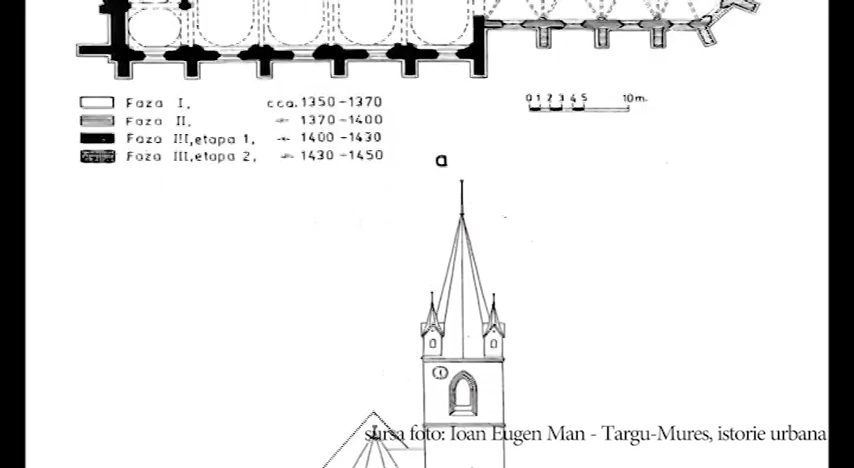 Faza I, cca. 1350-1370
Faza II, -"- 1370-1400
Faza III, etapa 1, -"- 1400-1430
Faza III, etapa 2, -"- 1430-1450
0 1 2 3 4 5 10 m.
a
sursa foto: Ioan Eugen Man - Targu-Mures, istorie urbana